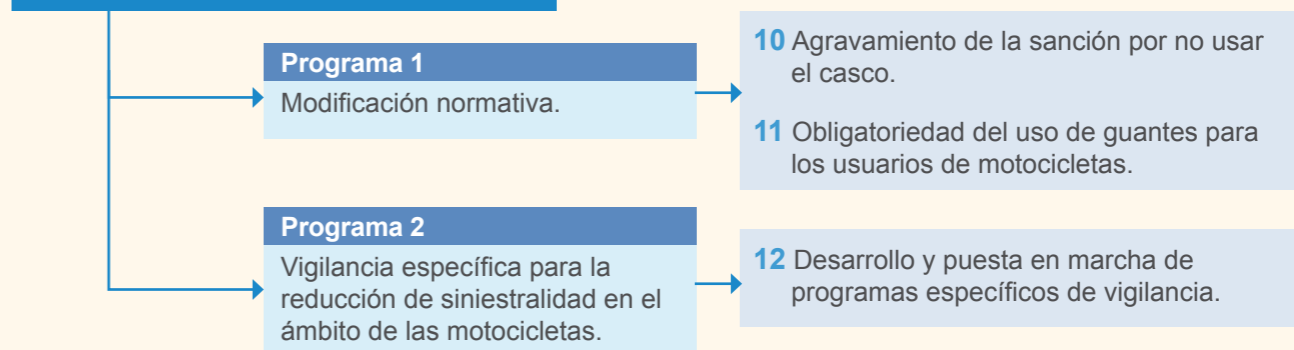 Programa 1
Modificación normativa.
10 Agravamiento de la sanción por no usar
el casco.
11 Obligatoriedad del uso de guantes para
los usuarios de motocicletas.
Programa 2
Vigilancia específica para la
reducción de siniestralidad en el
ámbito de las motocicletas.
12 Desarrollo y puesta en marcha de
programas específicos de vigilancia.